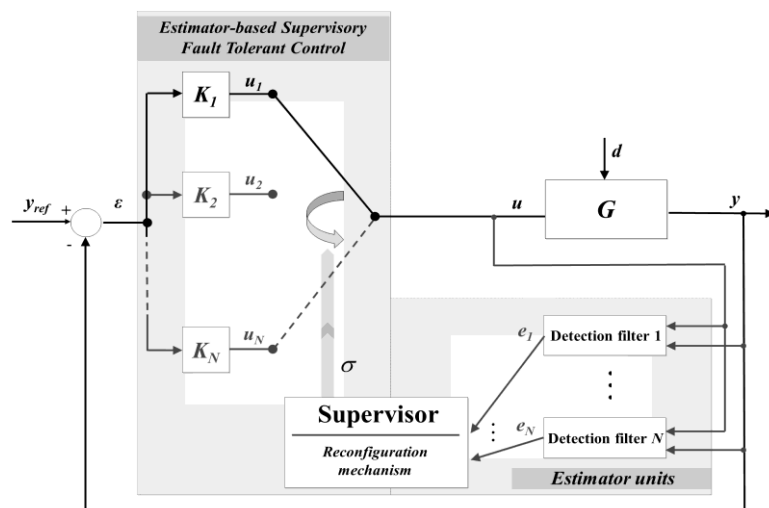 Estimator-based Supervisory
Fault Tolerant Control
K1
u1
K2
u2
KN
uN
yref
+
-
ε
σ
u
d
G
y
e1
Detection filter 1
eN
Detection filter N
Supervisor
Reconfiguration
mechanism
Estimator units